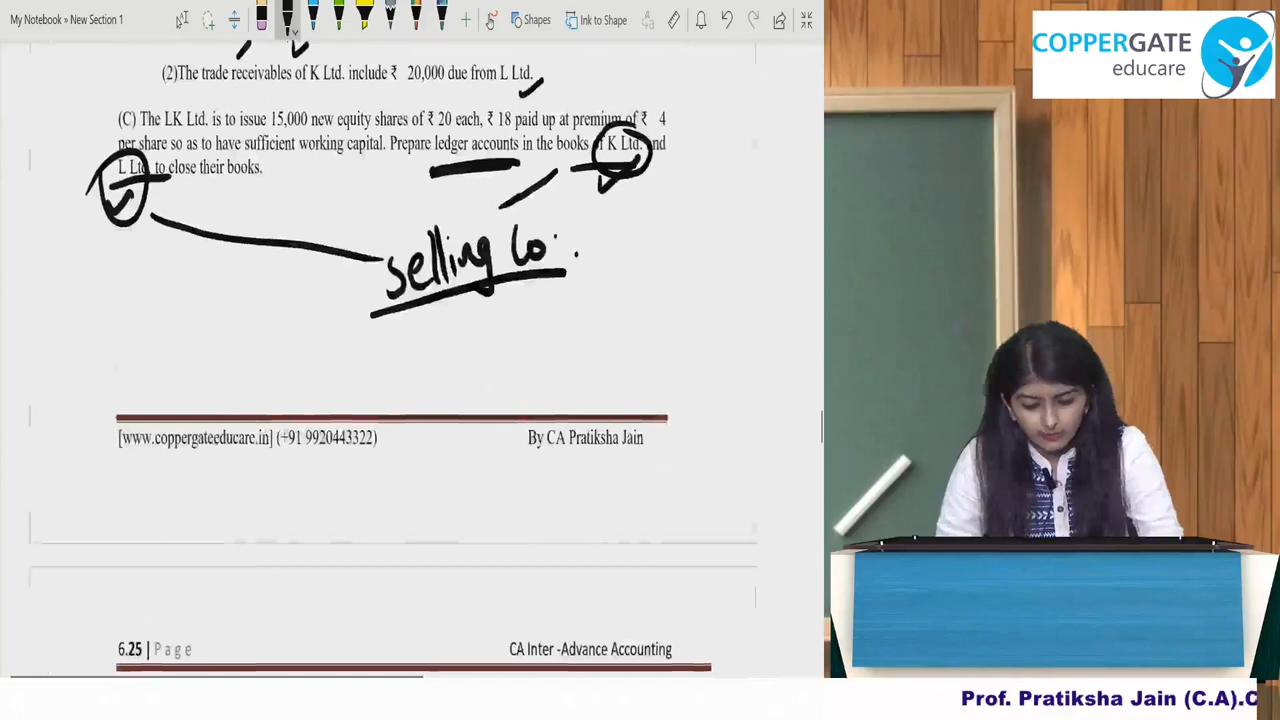 My Notebook » New Section 1
Shapes
Ink to Shape
COPPERGATE
educare
(2)The trade receivables of K Ltd. include ₹ 20,000 due from L Ltd.
(C) The LK Ltd. is to issue 15,000 new equity shares of ₹ 20 each, ₹ 18 paid up at premium of ₹ 4
per share so as to have sufficient working capital. Prepare ledger accounts in the books of K Ltd. and
L Ltd. to close their books.
selling Co.
[www.coppergateeducare.in] (+91 9920443322)
By CA Pratiksha Jain
6.25 | Page
CA Inter -Advance Accounting
Prof. Pratiksha Jain (C.A).C